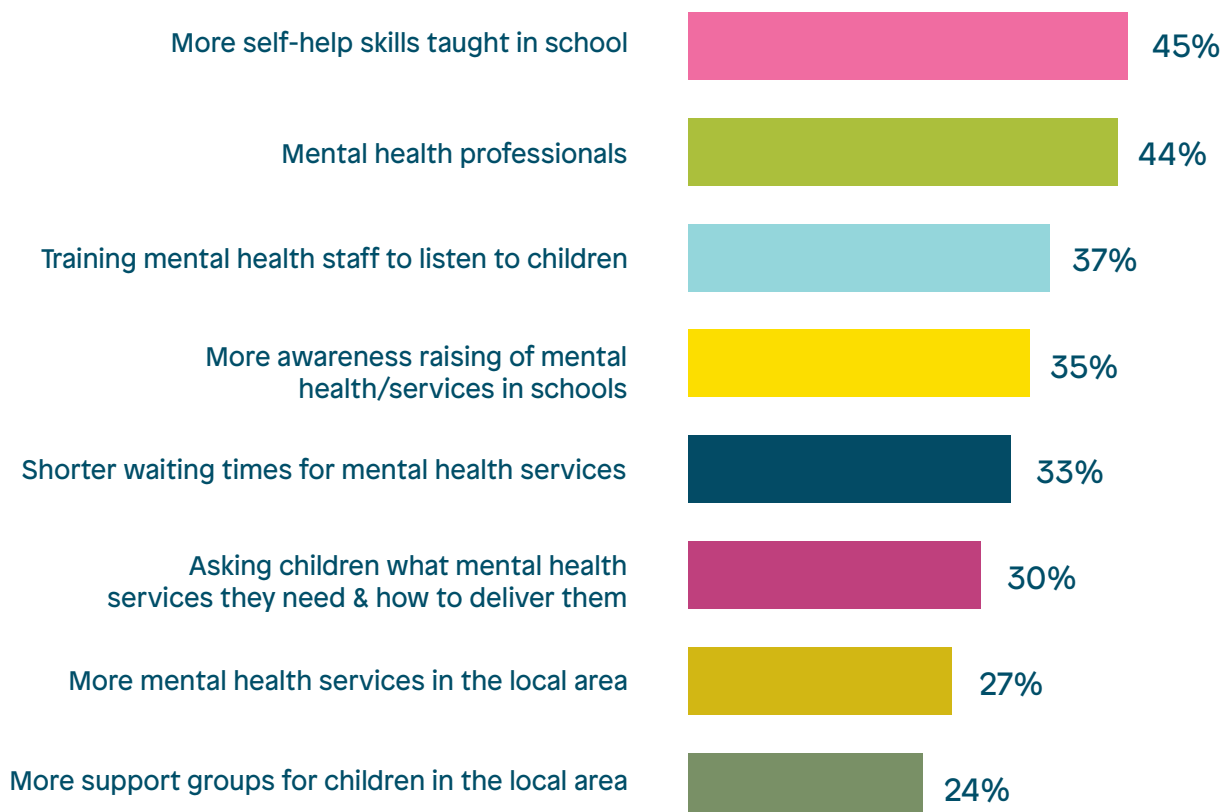 More self-help skills taught in school
45%
Mental health professionals
44%
Training mental health staff to listen to children
37%
More awareness raising of mental
health/services in schools
35%
Shorter waiting times for mental health services
33%
Asking children what mental health
services they need & how to deliver them
30%
More mental health services in the local area
27%
More support groups for children in the local area
24%